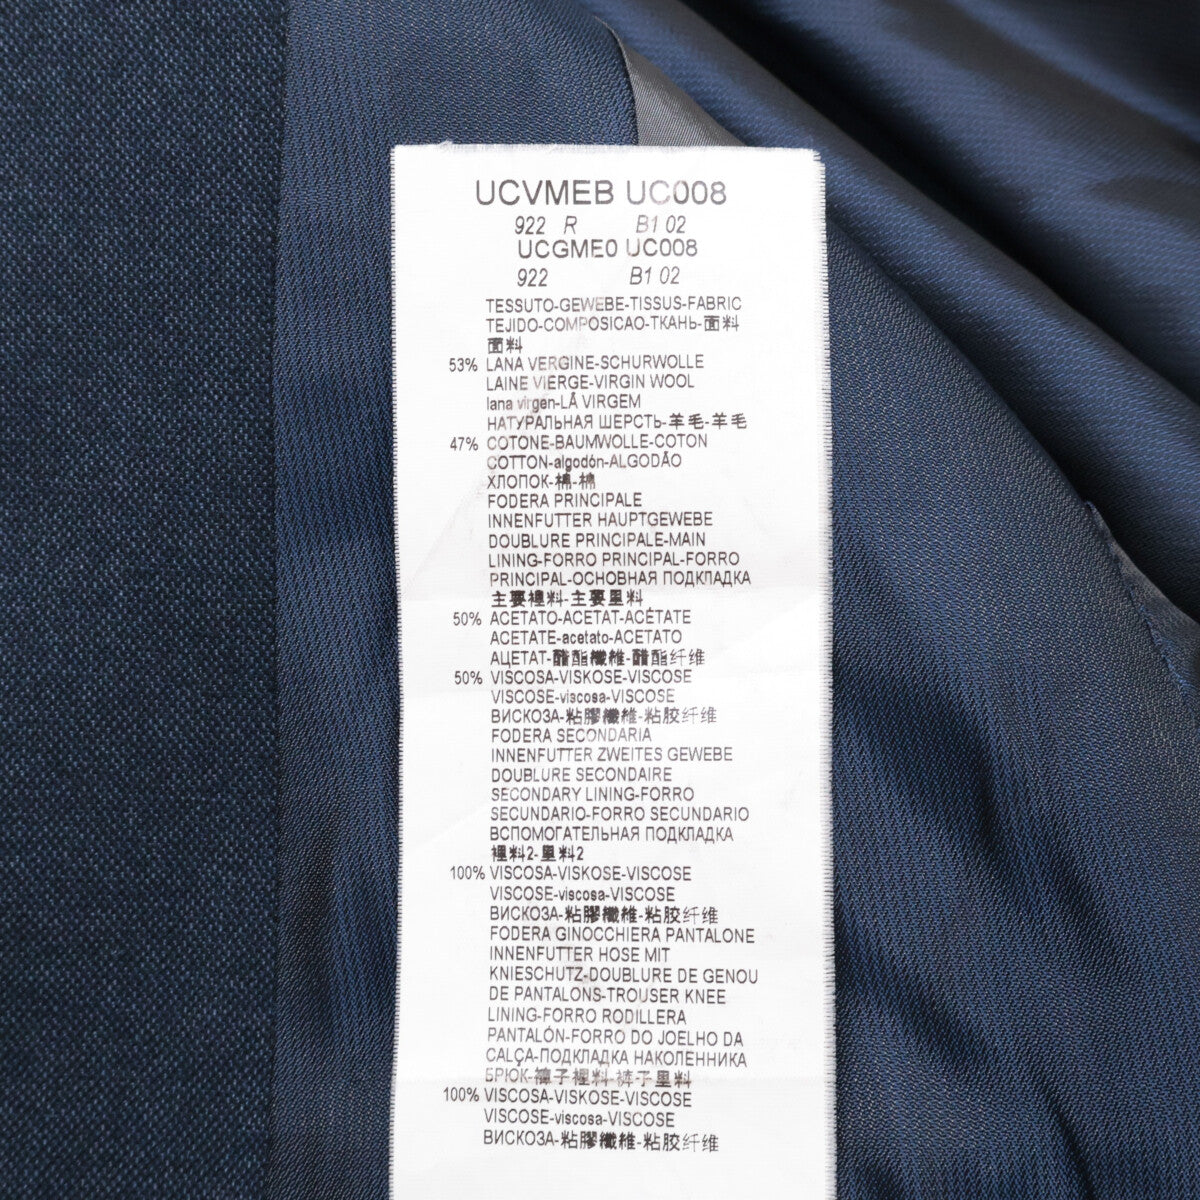 UCVMEB UC008
922 R B1 02
UCGME0 UC008
922 B1 02
TESSUTO-GEWEBE-TISSUS-FABRIC
TEJIDO-COMPOSICAO-ТКАНЬ-面料
面料
53% LANA VERGINE-SCHURWOLLE
LAINE VIERGE-VIRGIN WOOL
lana virgen-LÃ VIRGEM
НАТУРАЛЬНАЯ ШЕРСТЬ-羊毛-羊毛
47% COTONE-BAUMWOLLE-COTON
COTTON-algodón-ALGODÃO
ХЛОПОК-棉-棉
FODERA PRINCIPALE
INNENFUTTER HAUPTGEWEBE
DOUBLURE PRINCIPALE-MAIN
LINING-FORRO PRINCIPAL-FORRO
PRINCIPAL-ОСНОВНАЯ ПОДКЛАДКА
主要裡料-主要里料
50% ACETATO-ACETAT-ACÉTATE
ACETATE-acetato-ACETATO
АЦЕТАТ-醋酯纖維-醋酯纤维
50% VISCOSA-VISKOSE-VISCOSE
VISCOSE-viscosa-VISCOSE
ВИСКОЗА-粘膠纖維-粘胶纤维
FODERA SECONDARIA
INNENFUTTER ZWEITES GEWEBE
DOUBLURE SECONDAIRE
SECONDARY LINING-FORRO
SECUNDARIO-FORRO SECUNDARIO
ВСПОМОГАТЕЛЬНАЯ ПОДКЛАДКА
裡料2-里料2
100% VISCOSA-VISKOSE-VISCOSE
VISCOSE-viscosa-VISCOSE
ВИСКОЗА-粘膠纖維-粘胶纤维
FODERA GINOCCHIERA PANTALONE
INNENFUTTER HOSE MIT
KNIESCHUTZ-DOUBLURE DE GENOU
DE PANTALONS-TROUSER KNEE
LINING-FORRO RODILLERA
PANTALÓN-FORRO DO JOELHO DA
CALÇA-ПОДКЛАДКА НАКОЛЕННИКА
БРЮК-褲子裡料-裤子里料
100% VISCOSA-VISKOSE-VISCOSE
VISCOSE-viscosa-VISCOSE
ВИСКОЗА-粘膠纖維-粘胶纤维